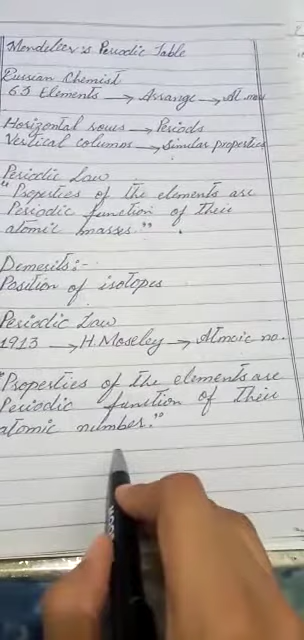 Mendeleev's Periodic Table
Russian Chemist
63 Elements → Arrange → At. mass
Horizontal rows → Periods
Vertical columns → Similar properties
Periodic Law
"Properties of the elements are
Periodic function of their
atomic masses."
Demerits:-
Position of isotopes
Periodic Law
1913 → H. Moseley → Atomic no.
"Properties of the elements are
Periodic function of their
atomic number."